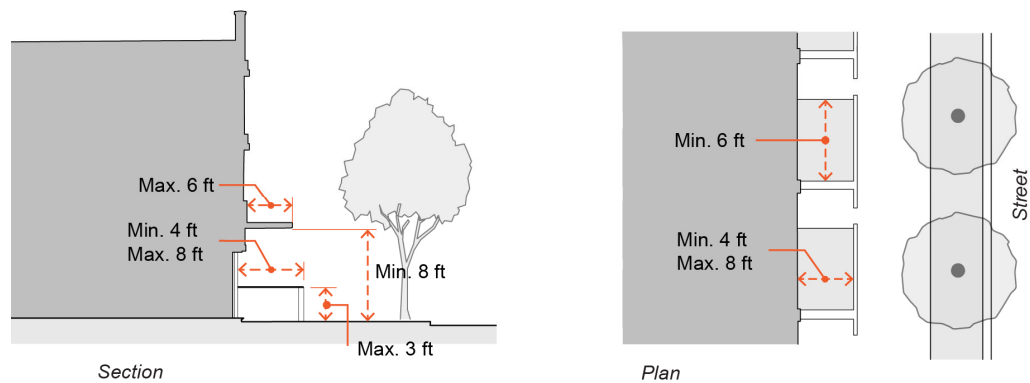 Max. 6 ft
Min. 4 ft
Max. 8 ft
Min. 8 ft
Max. 3 ft
Section
Min. 6 ft
Min. 4 ft
Max. 8 ft
Street
Plan